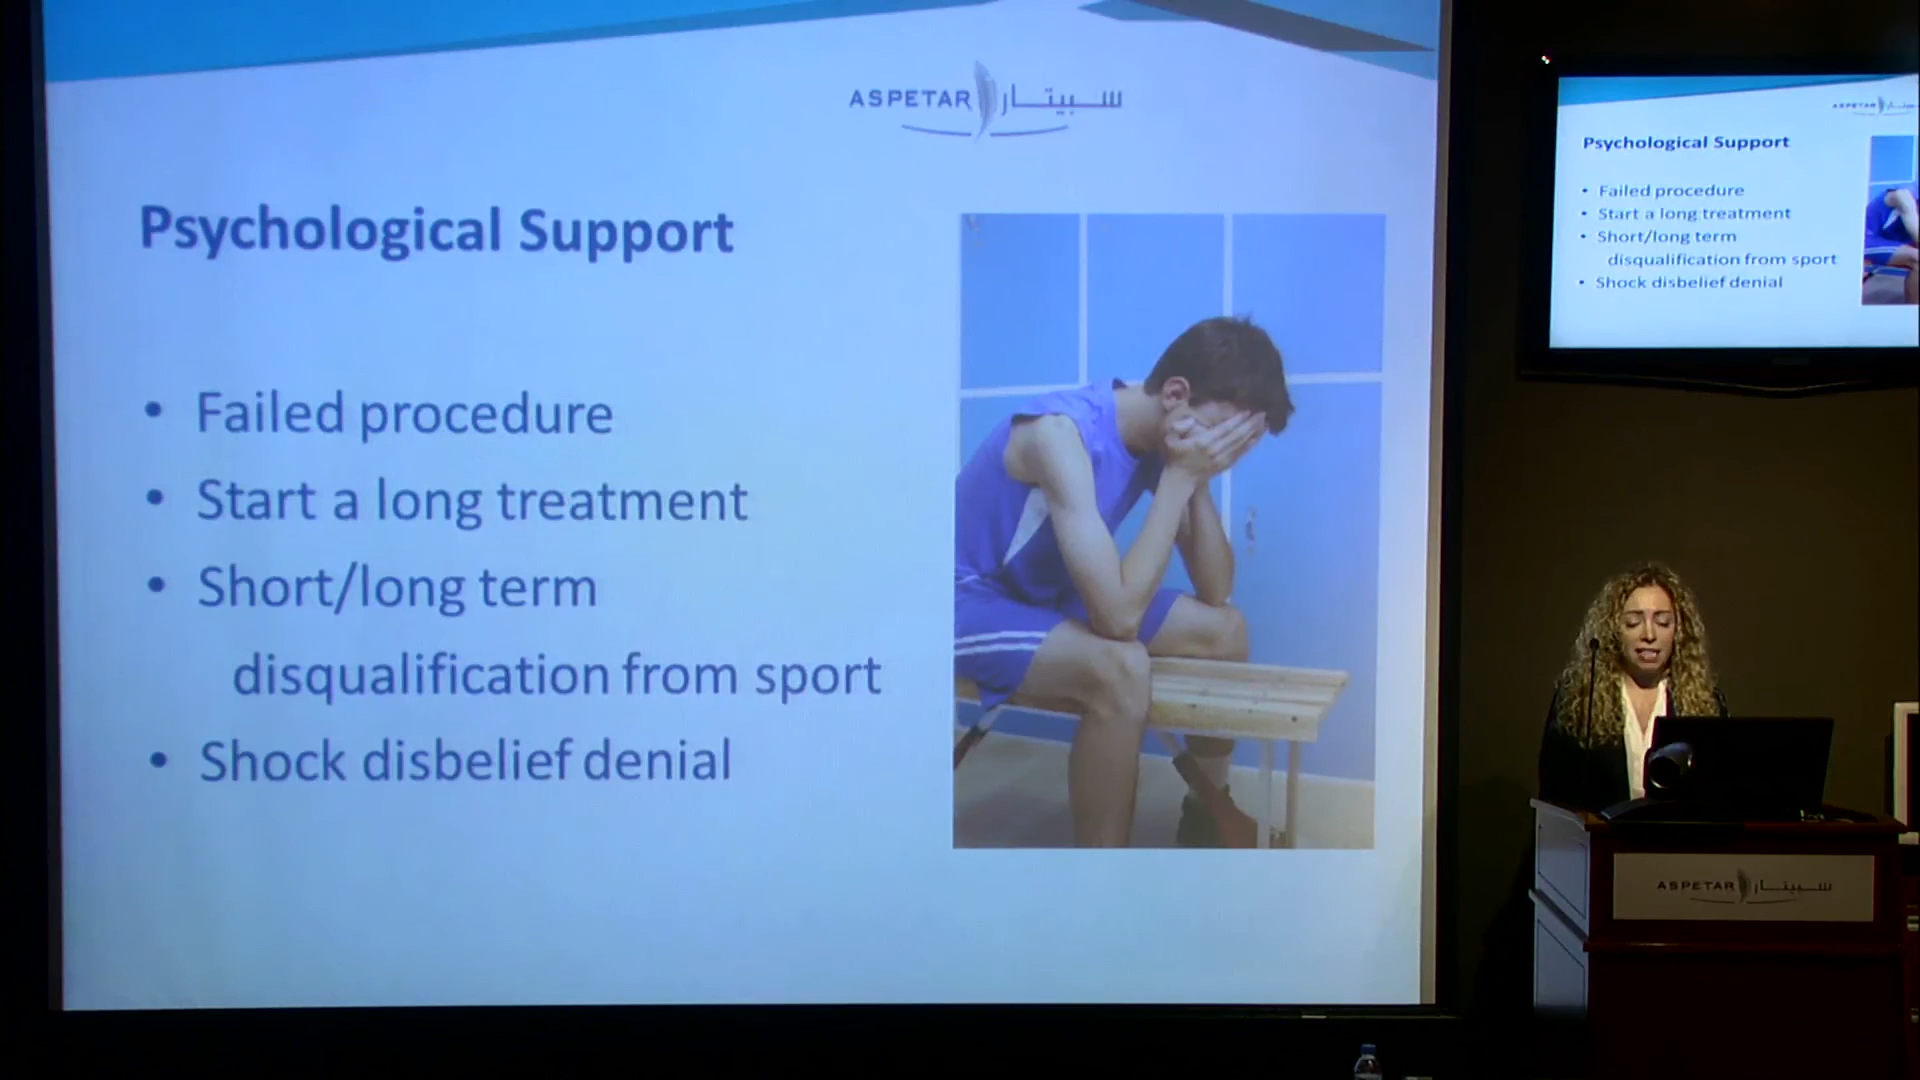 ASPETAR سبيتار
Psychological Support
• Failed procedure
• Start a long treatment
• Short/long term
disqualification from sport
• Shock disbelief denial
ASPETAR سبيتار
Psychological Support
• Failed procedure
• Start a long treatment
• Short/long term
disqualification from sport
• Shock disbelief denial
ASPETAR سبيتار